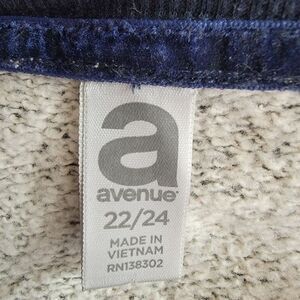 a
avenue
22/24
MADE IN
VIETNAM
RN138302